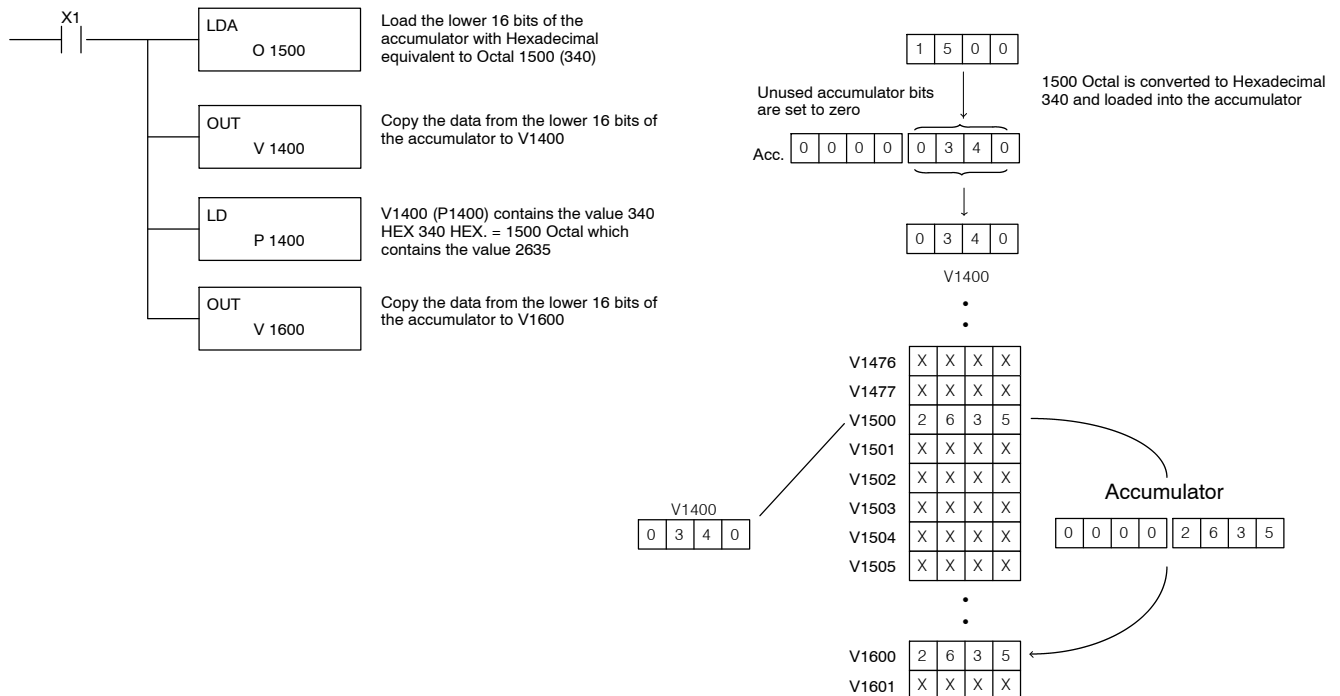 X1
LDA
O 1500
Load the lower 16 bits of the
accumulator with Hexadecimal
equivalent to Octal 1500 (340)
OUT
V 1400
Copy the data from the lower 16 bits of
the accumulator to V1400
LD
P 1400
V1400 (P1400) contains the value 340
HEX 340 HEX. = 1500 Octal which
contains the value 2635
OUT
V 1600
Copy the data from the lower 16 bits of
the accumulator to V1600
1 5 0 0
Unused accumulator bits
are set to zero
1500 Octal is converted to Hexadecimal
340 and loaded into the accumulator
Acc. 0 0 0 0 0 3 4 0
0 3 4 0
V1400
V1476 X X X X
V1477 X X X X
V1500 2 6 3 5
V1501 X X X X
V1502 X X X X
V1503 X X X X
V1504 X X X X
V1505 X X X X
V1400
0 3 4 0
Accumulator
0 0 0 0 2 6 3 5
V1600 2 6 3 5
V1601 X X X X